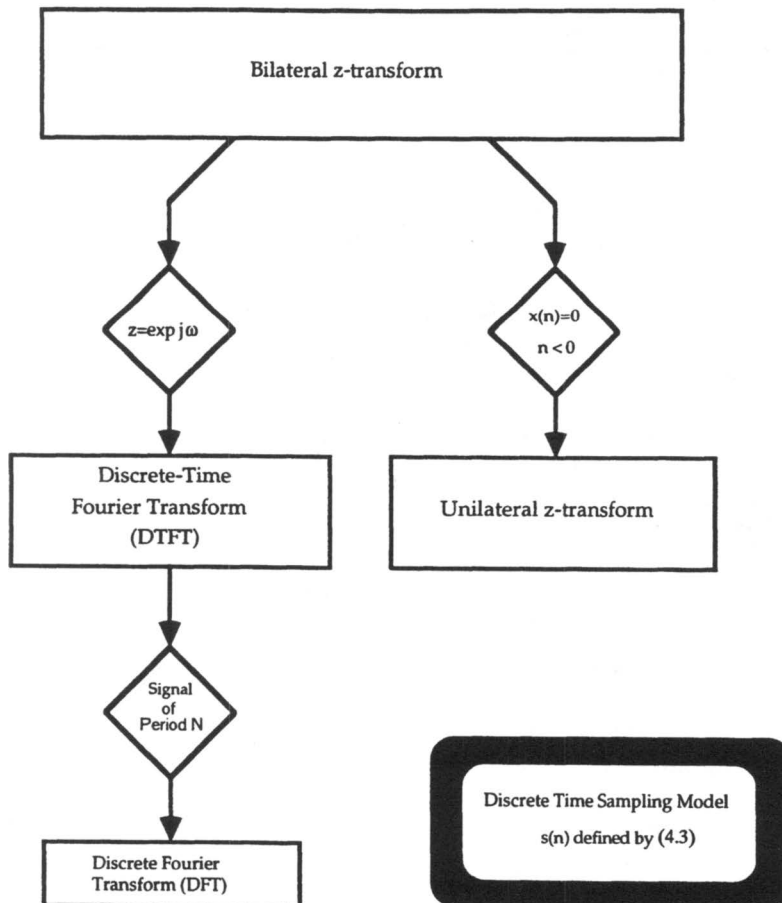 Bilateral z-transform
z=exp jω
x(n)=0
n < 0
Discrete-Time
Fourier Transform
(DTFT)
Unilateral z-transform
Signal
of
Period N
Discrete Time Sampling Model
s(n) defined by (4.3)
Discrete Fourier
Transform (DFT)